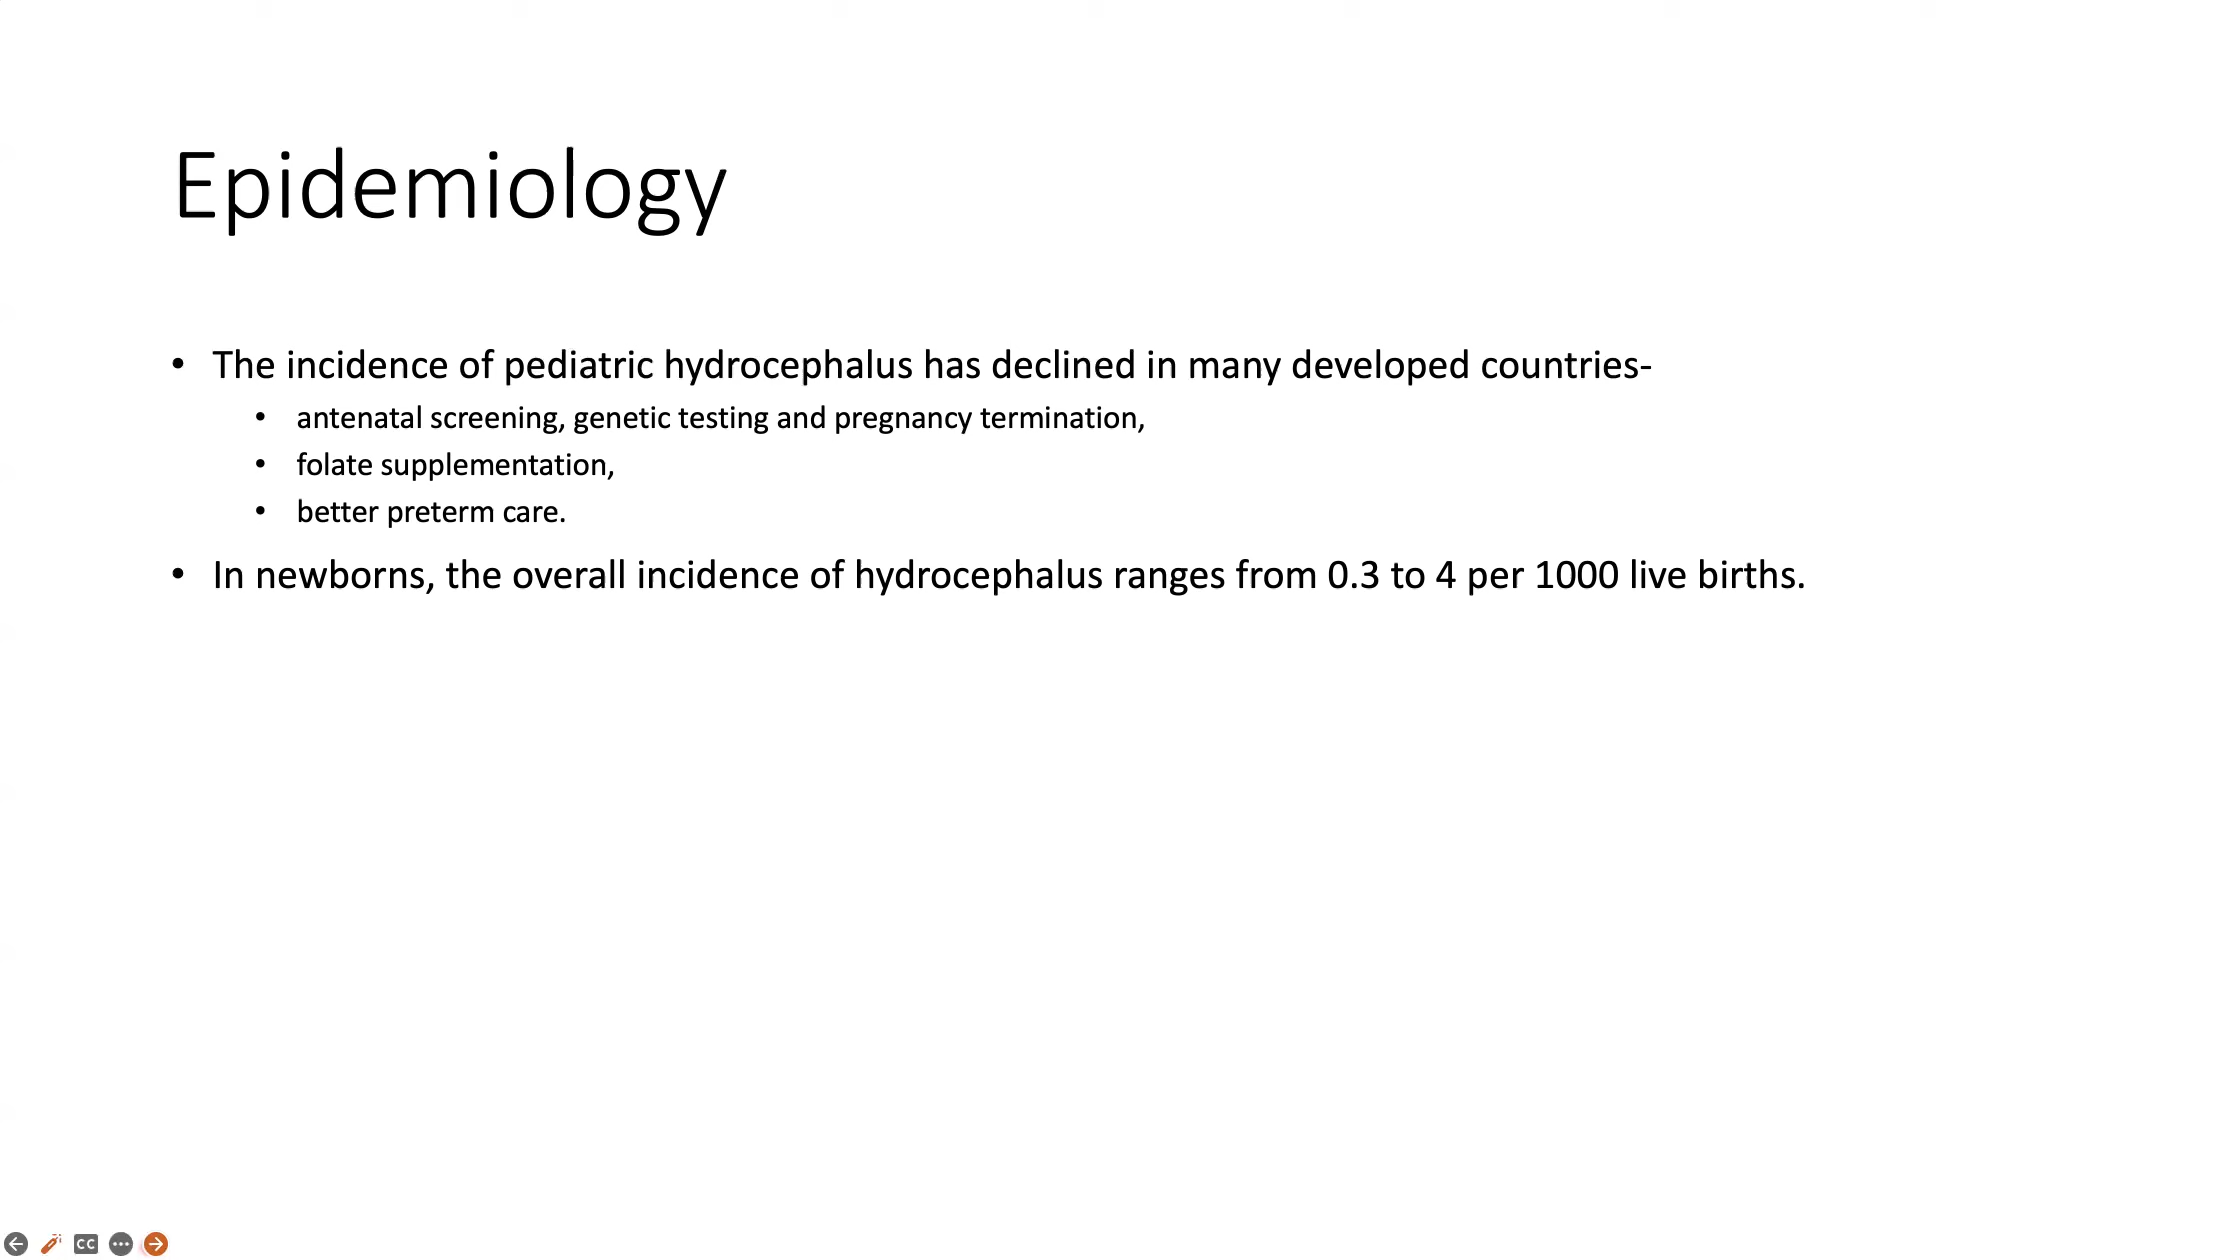 Epidemiology
• The incidence of pediatric hydrocephalus has declined in many developed countries-
• antenatal screening, genetic testing and pregnancy termination,
• folate supplementation,
• better preterm care.
• In newborns, the overall incidence of hydrocephalus ranges from 0.3 to 4 per 1000 live births.
CC